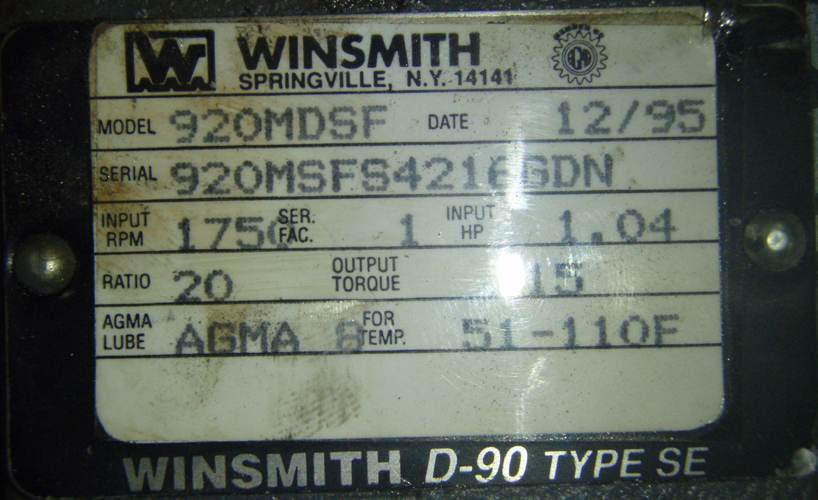 WINSMITH
SPRINGVILLE, N.Y. 14141
MODEL 920MDSF DATE 12/95
SERIAL
INPUT RPM 1750 SER. FAC. 1 INPUT HP 1.04
RATIO 20 OUTPUT TORQUE
AGMA LUBE AGMA 8 FOR TEMP. 51-110F
WINSMITH D-90 TYPE SE